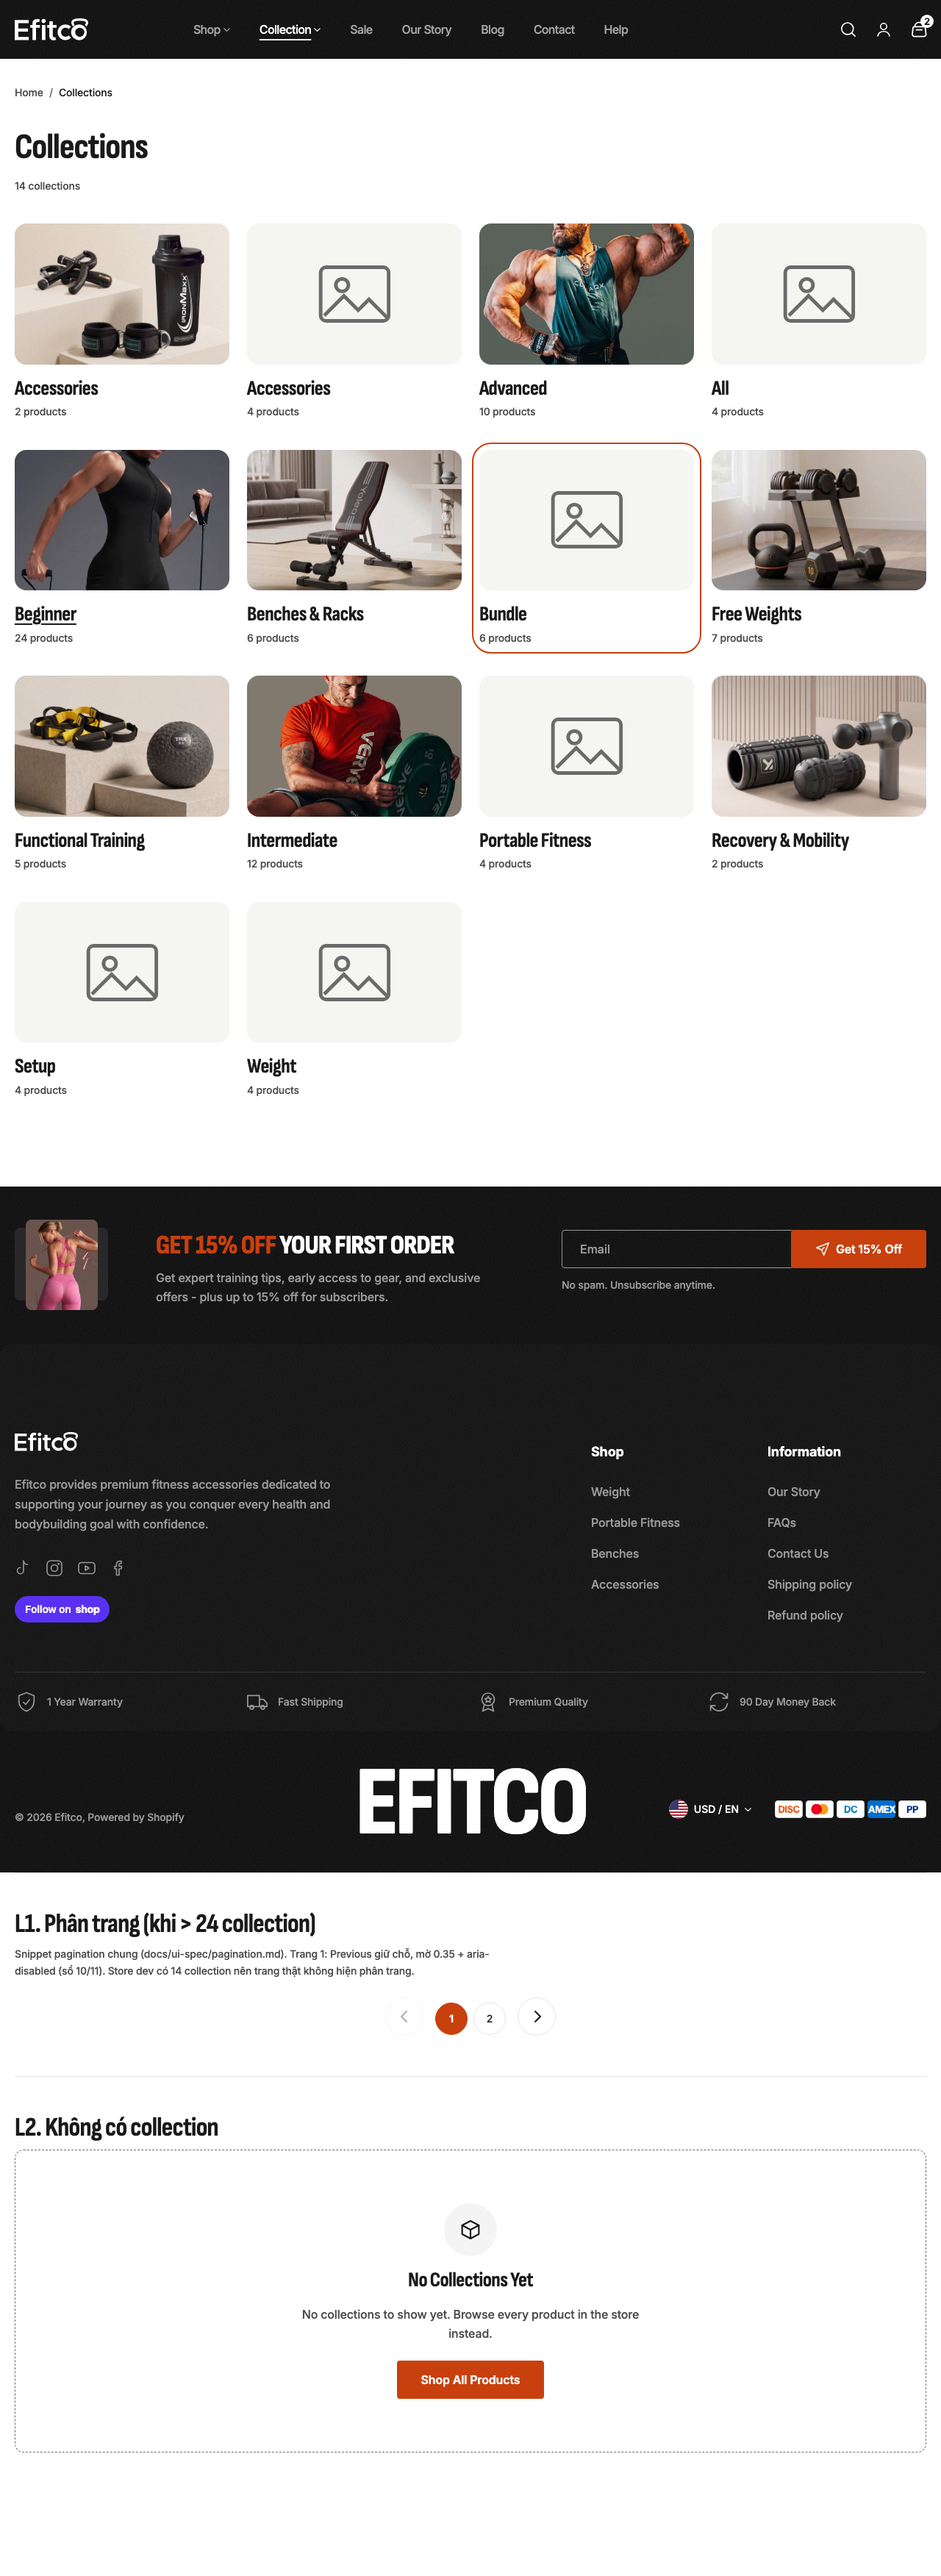 Efitco
Shop
Collection
Sale
Our Story
Blog
Contact
Help
2
Home / Collections
Collections
14 collections
IRONMAXX
Accessories
2 products
Accessories
4 products
Advanced
10 products
All
4 products
Beginner
24 products
Benches & Racks
6 products
Bundle
6 products
Free Weights
7 products
TRX
VERVE
VERVE
Functional Training
5 products
Intermediate
12 products
Portable Fitness
4 products
Recovery & Mobility
2 products
Setup
4 products
Weight
4 products
GET 15% OFF YOUR FIRST ORDER
Get expert training tips, early access to gear, and exclusive
offers - plus up to 15% off for subscribers.
Email
Get 15% Off
No spam. Unsubscribe anytime.
Efitco
Efitco provides premium fitness accessories dedicated to
supporting your journey as you conquer every health and
bodybuilding goal with confidence.
Follow on shop
Shop
Weight
Portable Fitness
Benches
Accessories
Information
Our Story
FAQs
Contact Us
Shipping policy
Refund policy
1 Year Warranty
Fast Shipping
Premium Quality
90 Day Money Back
© 2026 Efitco, Powered by Shopify
EFITCO
USD / EN
DISC
DC
AMEX
PP
L1. Phân trang (khi > 24 collection)
Snippet pagination chung (docs/ui-spec/pagination.md). Trang 1: Previous giữ chỗ, mờ 0.35 + aria-
disabled (số 10/11). Store dev có 14 collection nên trang thật không hiện phân trang.
1
2
L2. Không có collection
No Collections Yet
No collections to show yet. Browse every product in the store
instead.
Shop All Products